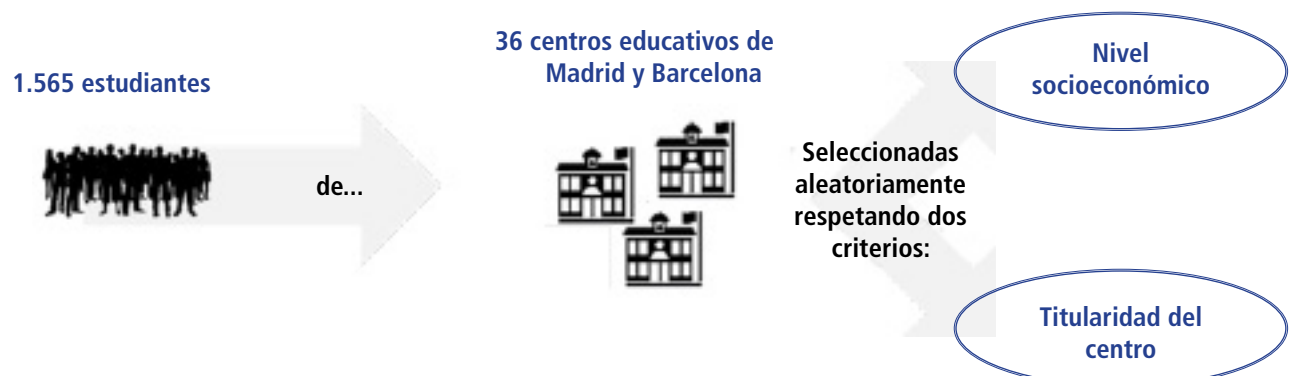 1.565 estudiantes
de...
36 centros educativos de
Madrid y Barcelona
Seleccionadas
aleatoriamente
respetando dos
criterios:
Nivel
socioeconómico
Titularidad del
centro